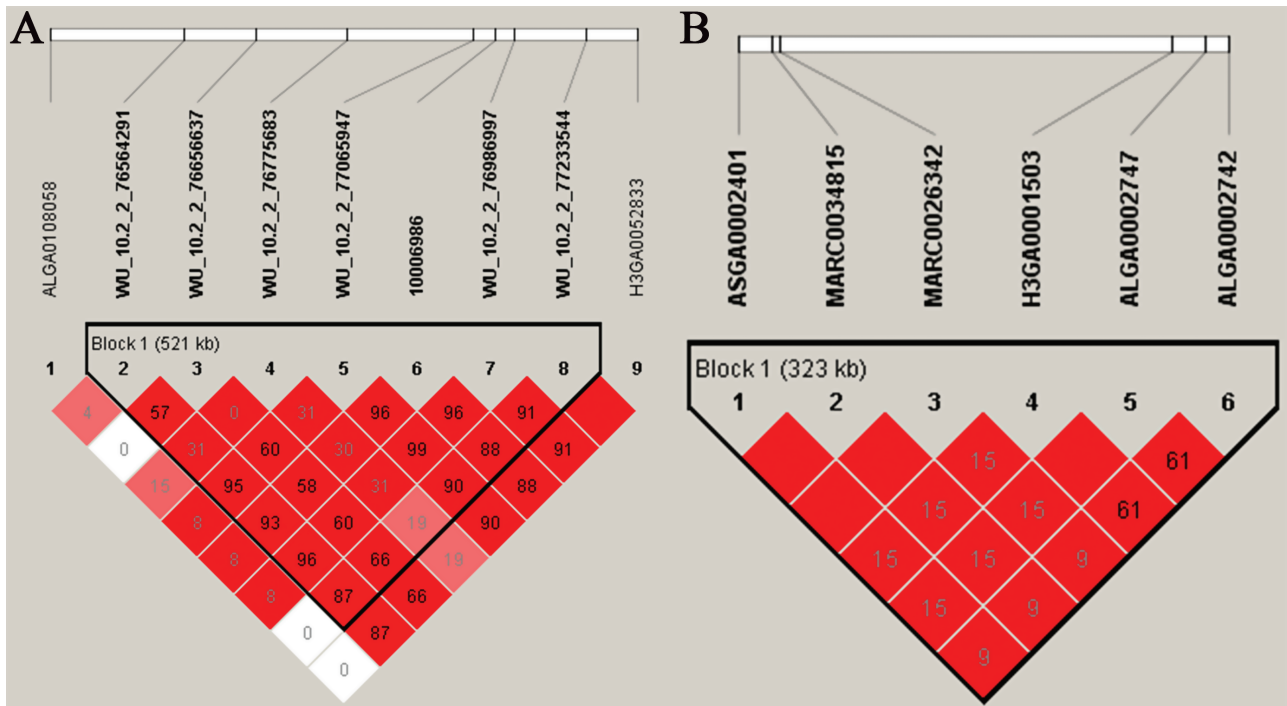 A
ALGA0108058
WU_10.2_2_76564291
WU_10.2_2_76656637
WU_10.2_2_76775683
WU_10.2_2_77065947
10006986
WU_10.2_2_76986997
WU_10.2_2_77233544
H3GA0052833
Block 1 (521 kb)
1 2 3 4 5 6 7 8 9
4 57 0 31 96 96 91
0 31 60 30 99 88 91
15 95 58 31 90 88
8 93 60 19 90
8 96 66 19
8 87 66
0 87
0
B
ASGA0002401
MARC0034815
MARC0026342
H3GA0001503
ALGA0002747
ALGA0002742
Block 1 (323 kb)
1 2 3 4 5 6
15 61
15 15 61
15 15 9
15 9
9